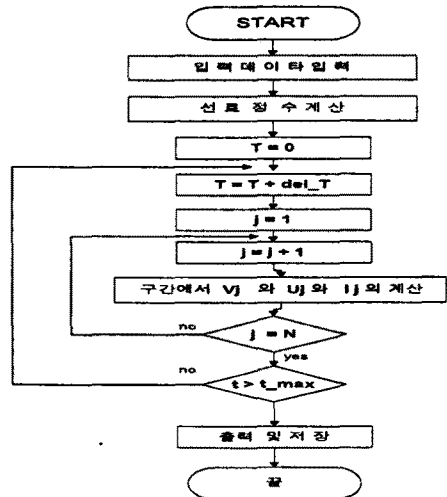 START
입력데이타입력
선로정수계산
T = 0
T = T + del_T
j = 1
j = j + 1
구간에서 Vj 와 Uj와 Ij의 계산
no
j = N
yes
no
t > t_max
출력 및 저장
끝